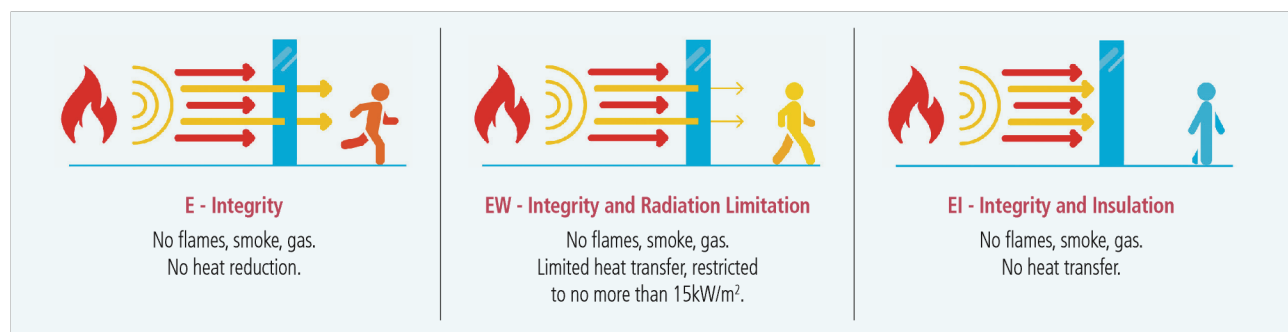 E - Integrity
No flames, smoke, gas.
No heat reduction.
EW - Integrity and Radiation Limitation
No flames, smoke, gas.
Limited heat transfer, restricted
to no more than 15kW/m².
EI - Integrity and Insulation
No flames, smoke, gas.
No heat transfer.